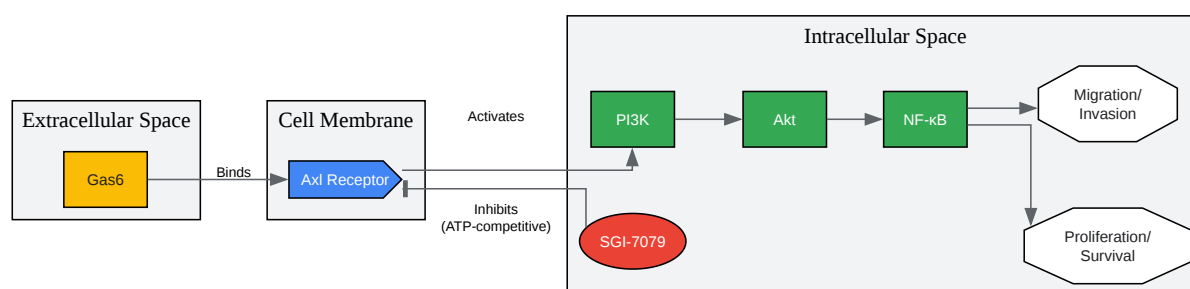 Extracellular Space
Gas6
Binds
Cell Membrane
Axl Receptor
Activates
Inhibits
(ATP-competitive)
Intracellular Space
PI3K
Akt
NF-κB
Migration/
Invasion
SGI-7079
Proliferation/
Survival